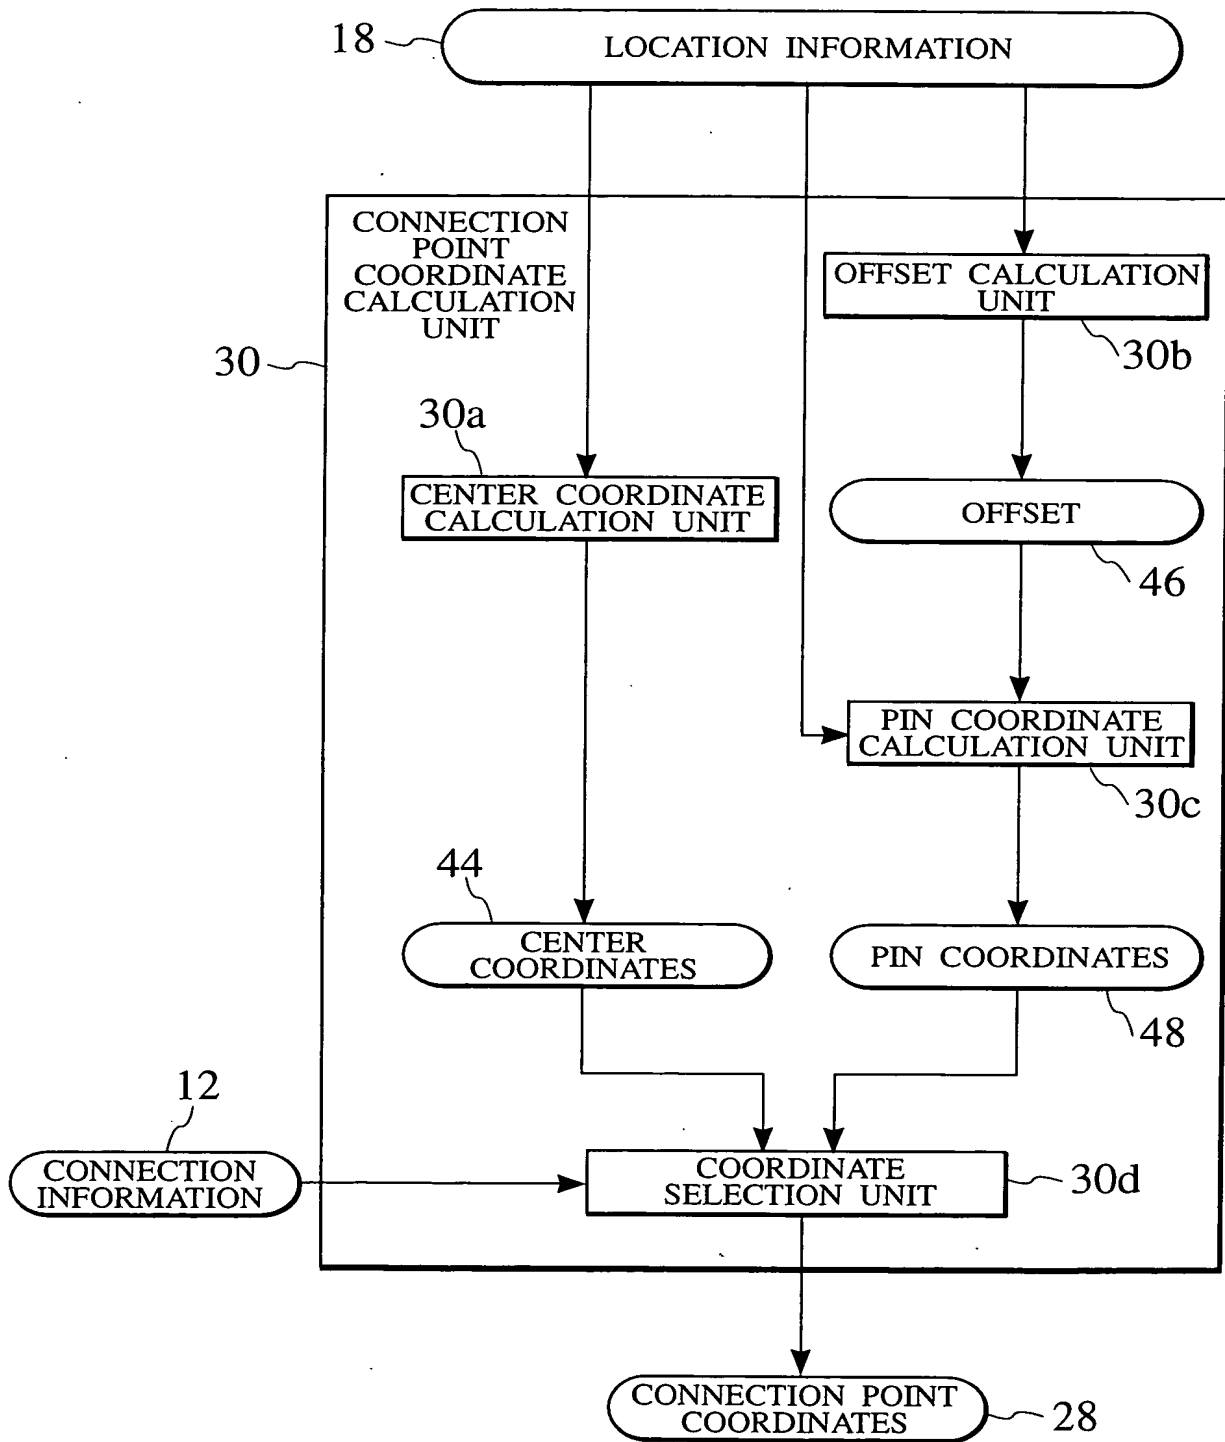 18
LOCATION INFORMATION
CONNECTION
POINT
COORDINATE
CALCULATION
UNIT
OFFSET CALCULATION
UNIT
30
30b
30a
CENTER COORDINATE
CALCULATION UNIT
OFFSET
46
PIN COORDINATE
CALCULATION UNIT
30c
44
CENTER
COORDINATES
PIN COORDINATES
48
12
CONNECTION
INFORMATION
COORDINATE
SELECTION UNIT
30d
CONNECTION POINT
COORDINATES
28